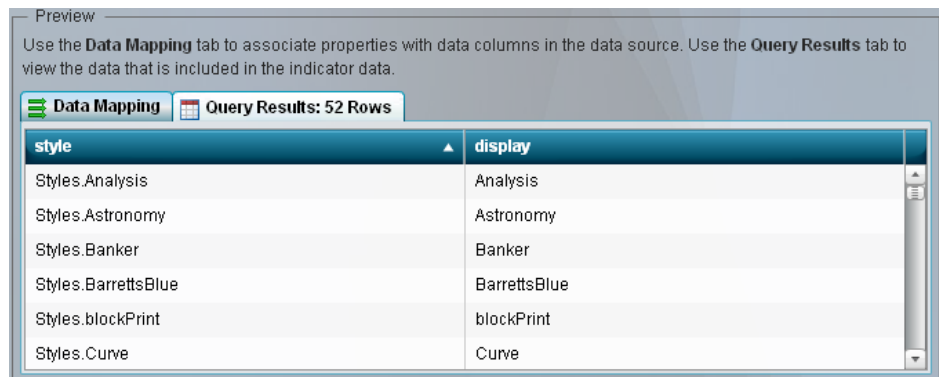 Preview
Use the Data Mapping tab to associate properties with data columns in the data source. Use the Query Results tab to
view the data that is included in the indicator data.
Data Mapping Query Results: 52 Rows
style display
Styles.Analysis Analysis
Styles.Astronomy Astronomy
Styles.Banker Banker
Styles.BarrettsBlue BarrettsBlue
Styles.blockPrint blockPrint
Styles.Curve Curve